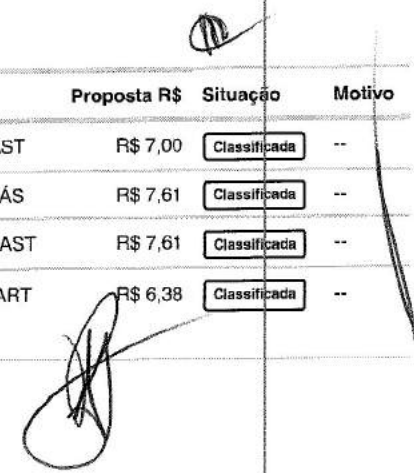 Proposta R$ Situação Motivo
AST R$ 7,00 Classificada --
ÁS R$ 7,61 Classificada --
AST R$ 7,61 Classificada --
ART R$ 6,38 Classificada --